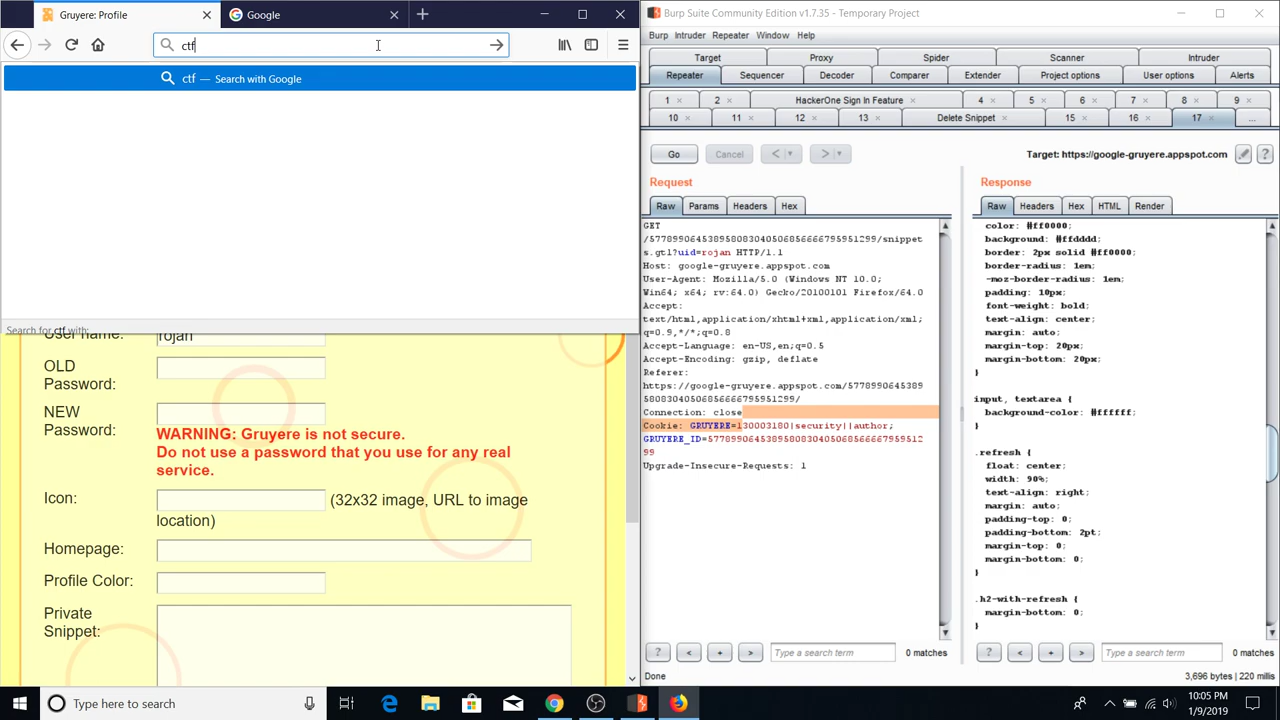 Gruyere: Profile
Google
Burp Suite Community Edition v1.7.35 - Temporary Project
Burp Intruder Repeater Window Help
ctf
ctf — Search with Google
Search for ctf with:
User name:
rojan
OLD
Password:
NEW
Password:
WARNING: Gruyere is not secure.
Do not use a password that you use for any real
service.
Icon:
(32x32 image, URL to image
location)
Homepage:
Profile Color:
Private
Snippet:
Target Proxy Spider Scanner Intruder
Repeater Sequencer Decoder Comparer Extender Project options User options Alerts
1 × 2 × HackerOne Sign In Feature × 4 × 5 × 6 × 7 × 8 × 9 ×
10 × 11 × 12 × 13 × Delete Snippet × 15 × 16 × 17 × ...
Go Cancel < > Target: https://google-gruyere.appspot.com ?
Request
Raw Params Headers Hex
GET
/577899064538958083040506856666795951299/snippet
s.gtl?uid=rojan HTTP/1.1
Host: google-gruyere.appspot.com
User-Agent: Mozilla/5.0 (Windows NT 10.0;
Win64; x64; rv:64.0) Gecko/20100101 Firefox/64.0
Accept:
text/html,application/xhtml+xml,application/xml;
q=0.9,*/*;q=0.8
Accept-Language: en-US,en;q=0.5
Accept-Encoding: gzip, deflate
Referer:
https://google-gruyere.appspot.com/5778990645389
58083040506856666795951299/
Connection: close
Cookie: GRUYERE=130003180|security||author;
GRUYERE_ID=5778990645389580830405068566667959512
99
Upgrade-Insecure-Requests: 1
? < + > Type a search term 0 matches
Response
Raw Headers Hex HTML Render
color: #ff0000;
background: #ffdddd;
border: 2px solid #ff0000;
border-radius: 1em;
-moz-border-radius: 1em;
padding: 10px;
font-weight: bold;
text-align: center;
margin: auto;
margin-top: 20px;
margin-bottom: 20px;
}
input, textarea {
background-color: #ffffff;
}
.refresh {
float: center;
width: 90%;
text-align: right;
margin: auto;
padding-top: 0;
padding-bottom: 2pt;
margin-top: 0;
margin-bottom: 0;
}
.h2-with-refresh {
margin-bottom: 0;
}
? < + > Type a search term 0 matches
Done
3,696 bytes | 220 millis
Type here to search
10:05 PM
1/9/2019